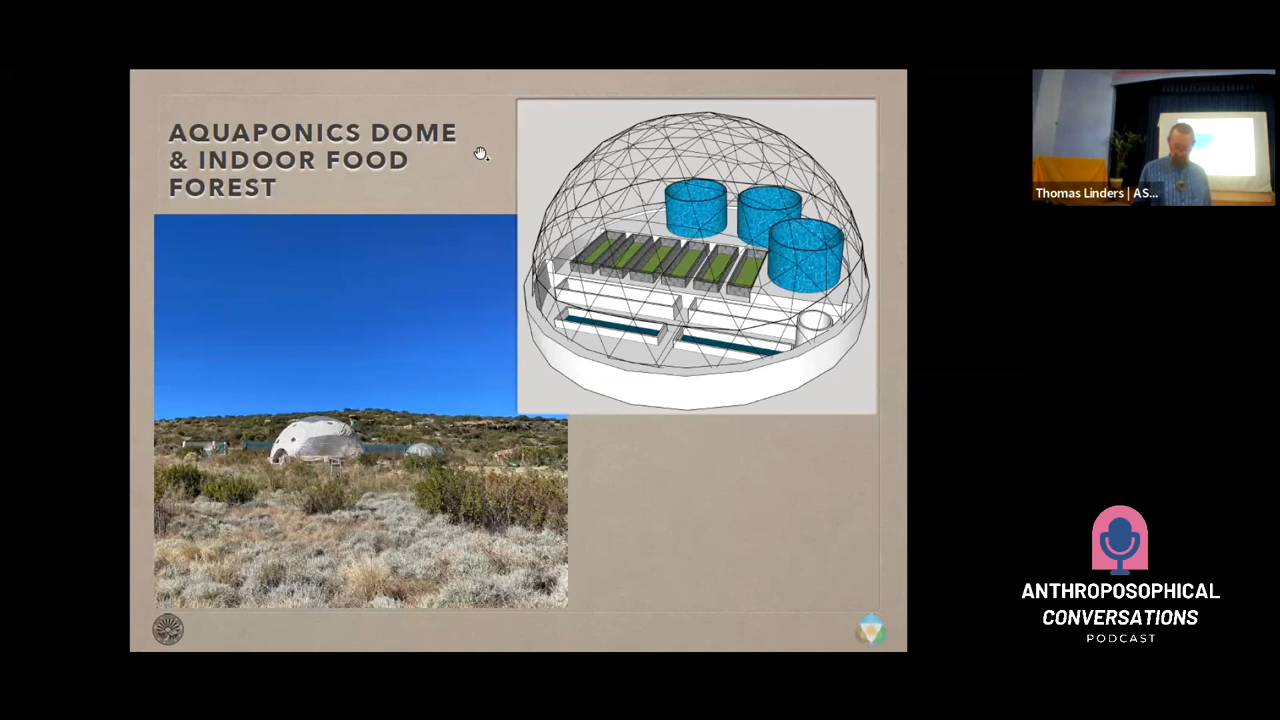 AQUAPONICS DOME
& INDOOR FOOD
FOREST
Thomas Linders | AS...
ANTHROPOSOPHICAL
CONVERSATIONS
PODCAST